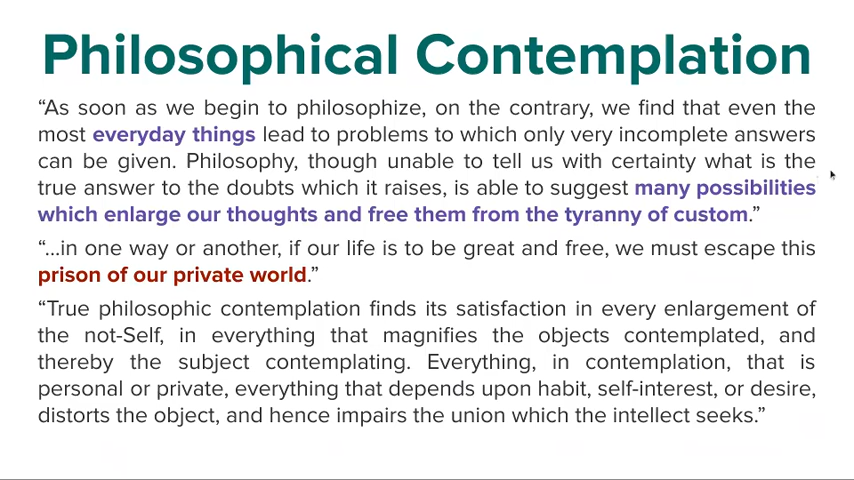 Philosophical Contemplation
“As soon as we begin to philosophize, on the contrary, we find that even the
most everyday things lead to problems to which only very incomplete answers
can be given. Philosophy, though unable to tell us with certainty what is the
true answer to the doubts which it raises, is able to suggest many possibilities
which enlarge our thoughts and free them from the tyranny of custom.”
“...in one way or another, if our life is to be great and free, we must escape this
prison of our private world.”
“True philosophic contemplation finds its satisfaction in every enlargement of
the not-Self, in everything that magnifies the objects contemplated, and
thereby the subject contemplating. Everything, in contemplation, that is
personal or private, everything that depends upon habit, self-interest, or desire,
distorts the object, and hence impairs the union which the intellect seeks.”